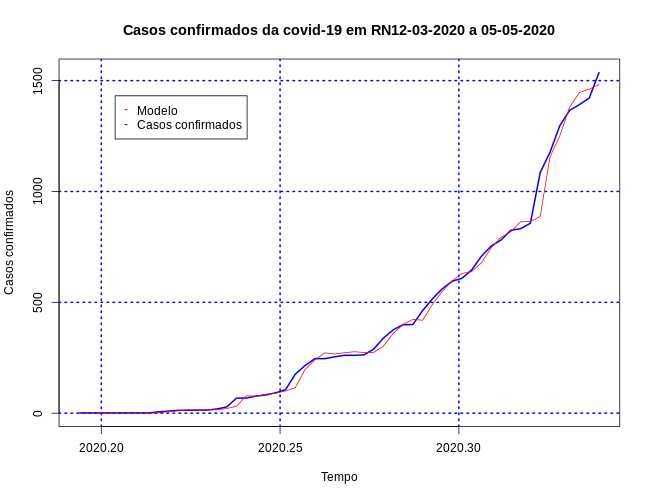 Casos confirmados da covid-19 em RN12-03-2020 a 05-05-2020
Casos confirmados
1500
1000
500
0
- Modelo
- Casos confirmados
2020.20 2020.25 2020.30
Tempo